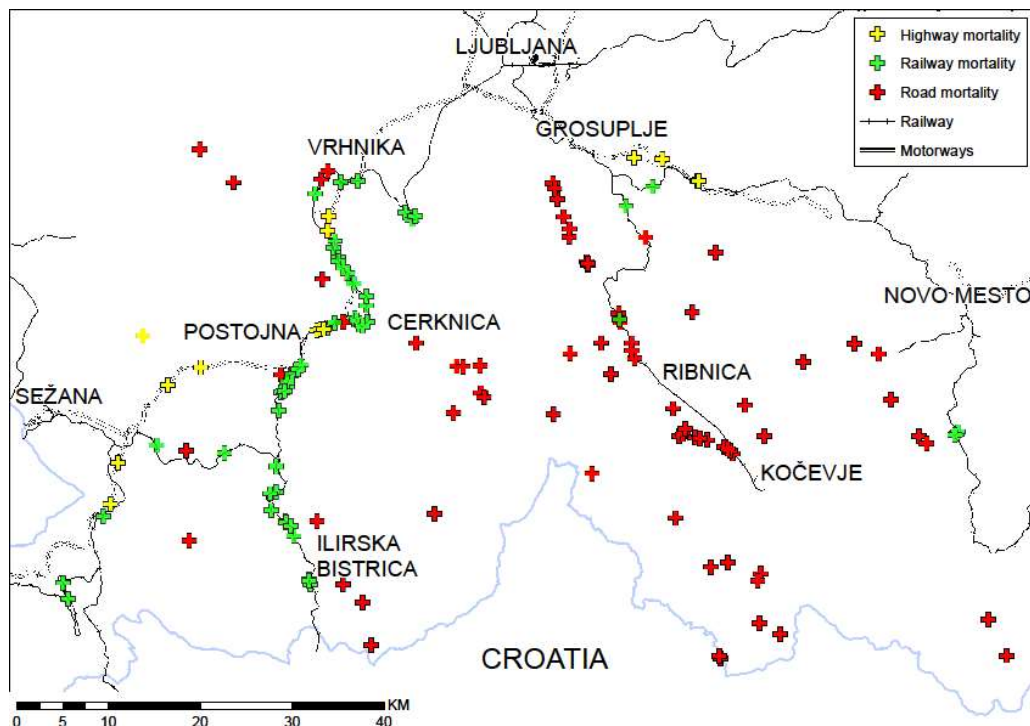 LJUBLJANA
Highway mortality
Railway mortality
Road mortality
Railway
Motorways
GROSUPLJE
VRHNIKA
NOVO MESTO
POSTOJNA
CERKNICA
RIBNICA
SEŽANA
KOČEVJE
ILIRSKA
BISTRICA
CROATIA
KM
0 5 10 20 30 40